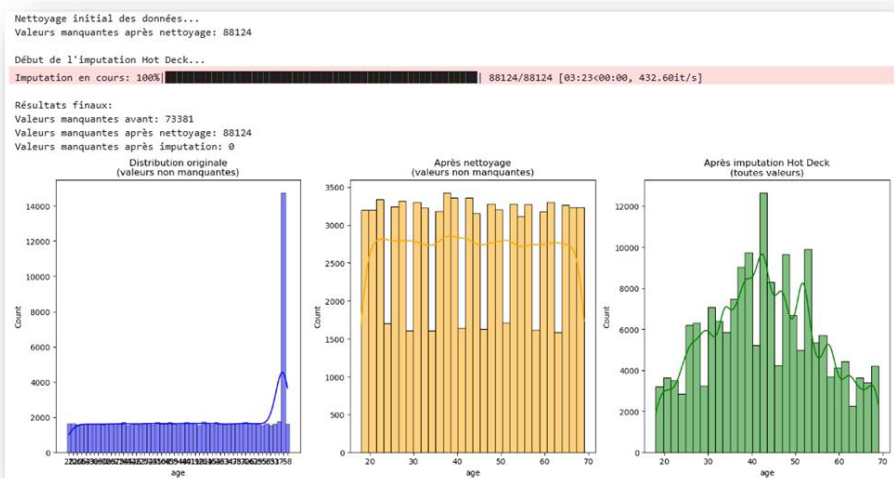 Nettoyage initial des données...
Valeurs manquantes après nettoyage: 88124
Début de l'imputation Hot Deck...
Imputation en cours: 100%| | 88124/88124 [03:23<00:00, 432.60it/s]
Résultats finaux:
Valeurs manquantes avant: 73381
Valeurs manquantes après nettoyage: 88124
Valeurs manquantes après imputation: 0
Distribution originale
(valeurs non manquantes)
Count
14000
12000
10000
8000
6000
4000
2000
0
age
Après nettoyage
(valeurs non manquantes)
Count
3500
3000
2500
2000
1500
1000
500
0
20 30 40 50 60 70
age
Après imputation Hot Deck
(toutes valeurs)
Count
12000
10000
8000
6000
4000
2000
0
20 30 40 50 60 70
age